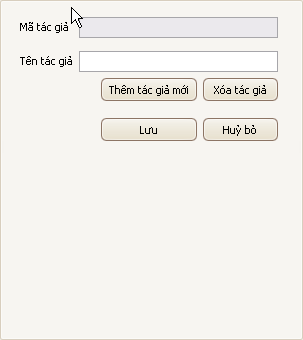 Mã tác giả
Tên tác giả
Thêm tác giả mới Xóa tác giả
Lưu Huỷ bỏ